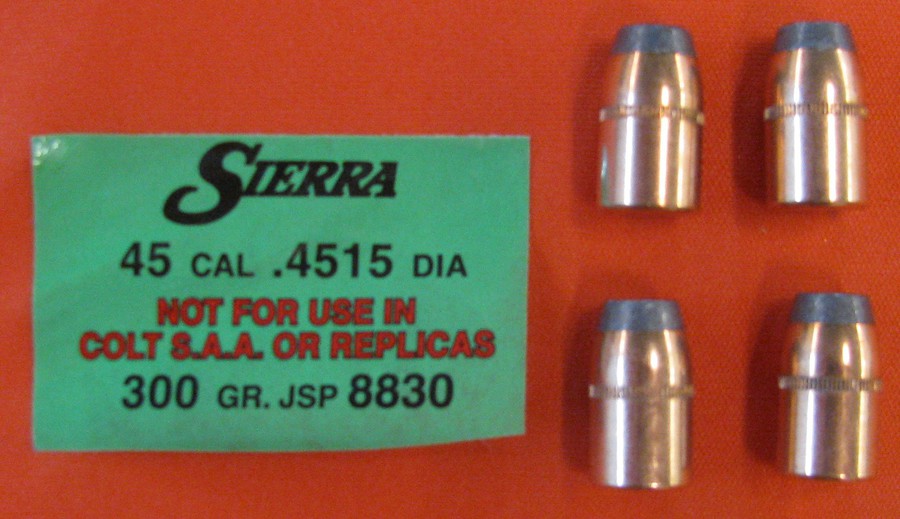 SIERRA
45 CAL .4515 DIA
NOT FOR USE IN
COLT S.A.A. OR REPLICAS
300 GR. JSP 8830